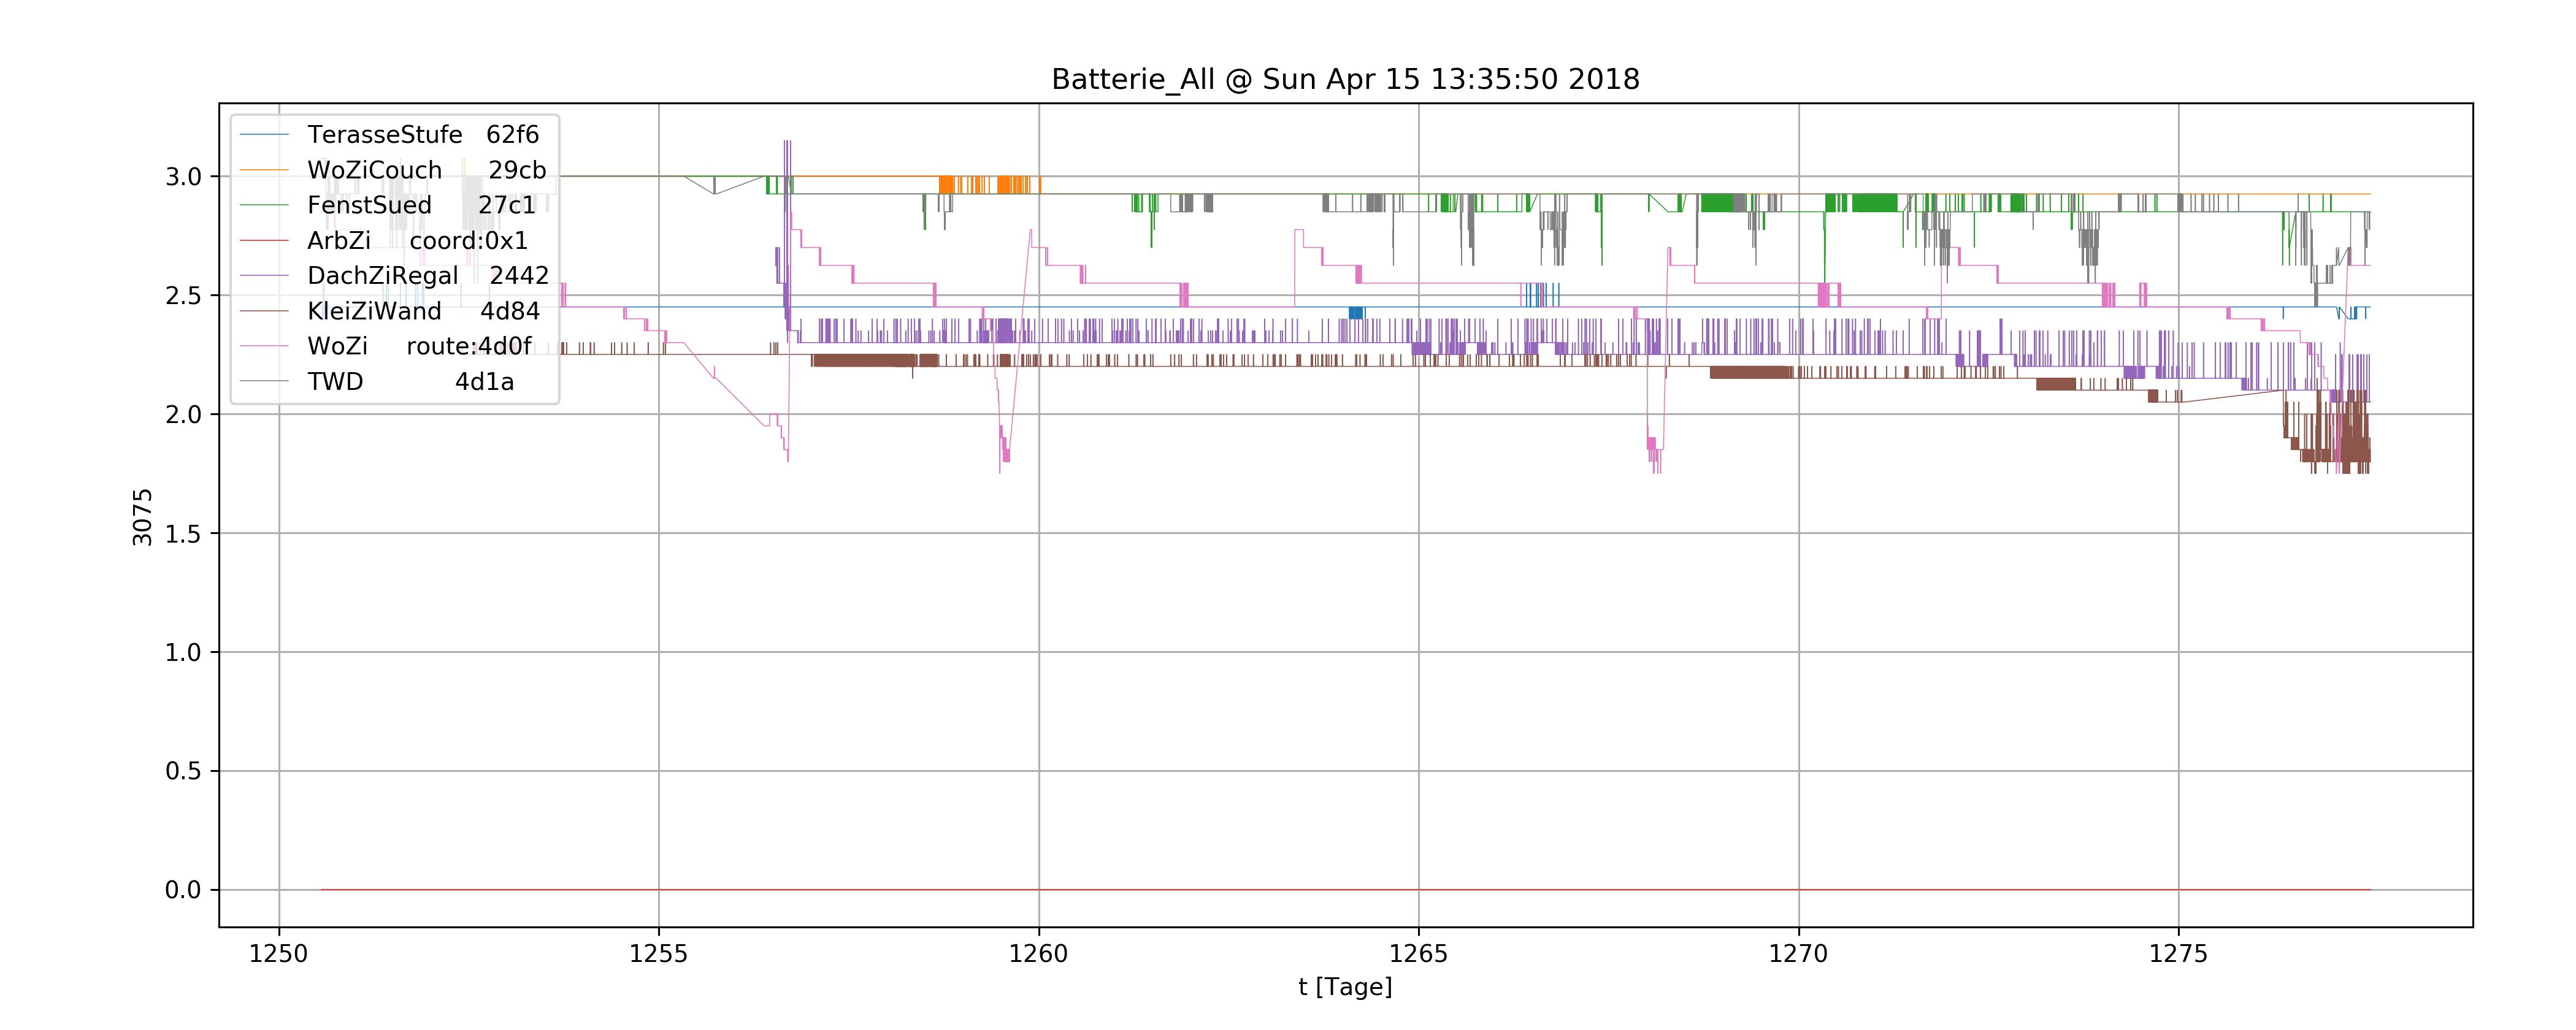 Batterie_All @ Sun Apr 15 13:35:50 2018
TerasseStufe 62f6
WoZiCouch 29cb
FenstSued 27c1
ArbZi coord:0x1
DachZiRegal 2442
KleiZiWand 4d84
WoZi route:4d0f
TWD 4d1a
3.0
2.5
2.0
1.5
1.0
0.5
0.0
3075
1250 1255 1260 1265 1270 1275
t [Tage]